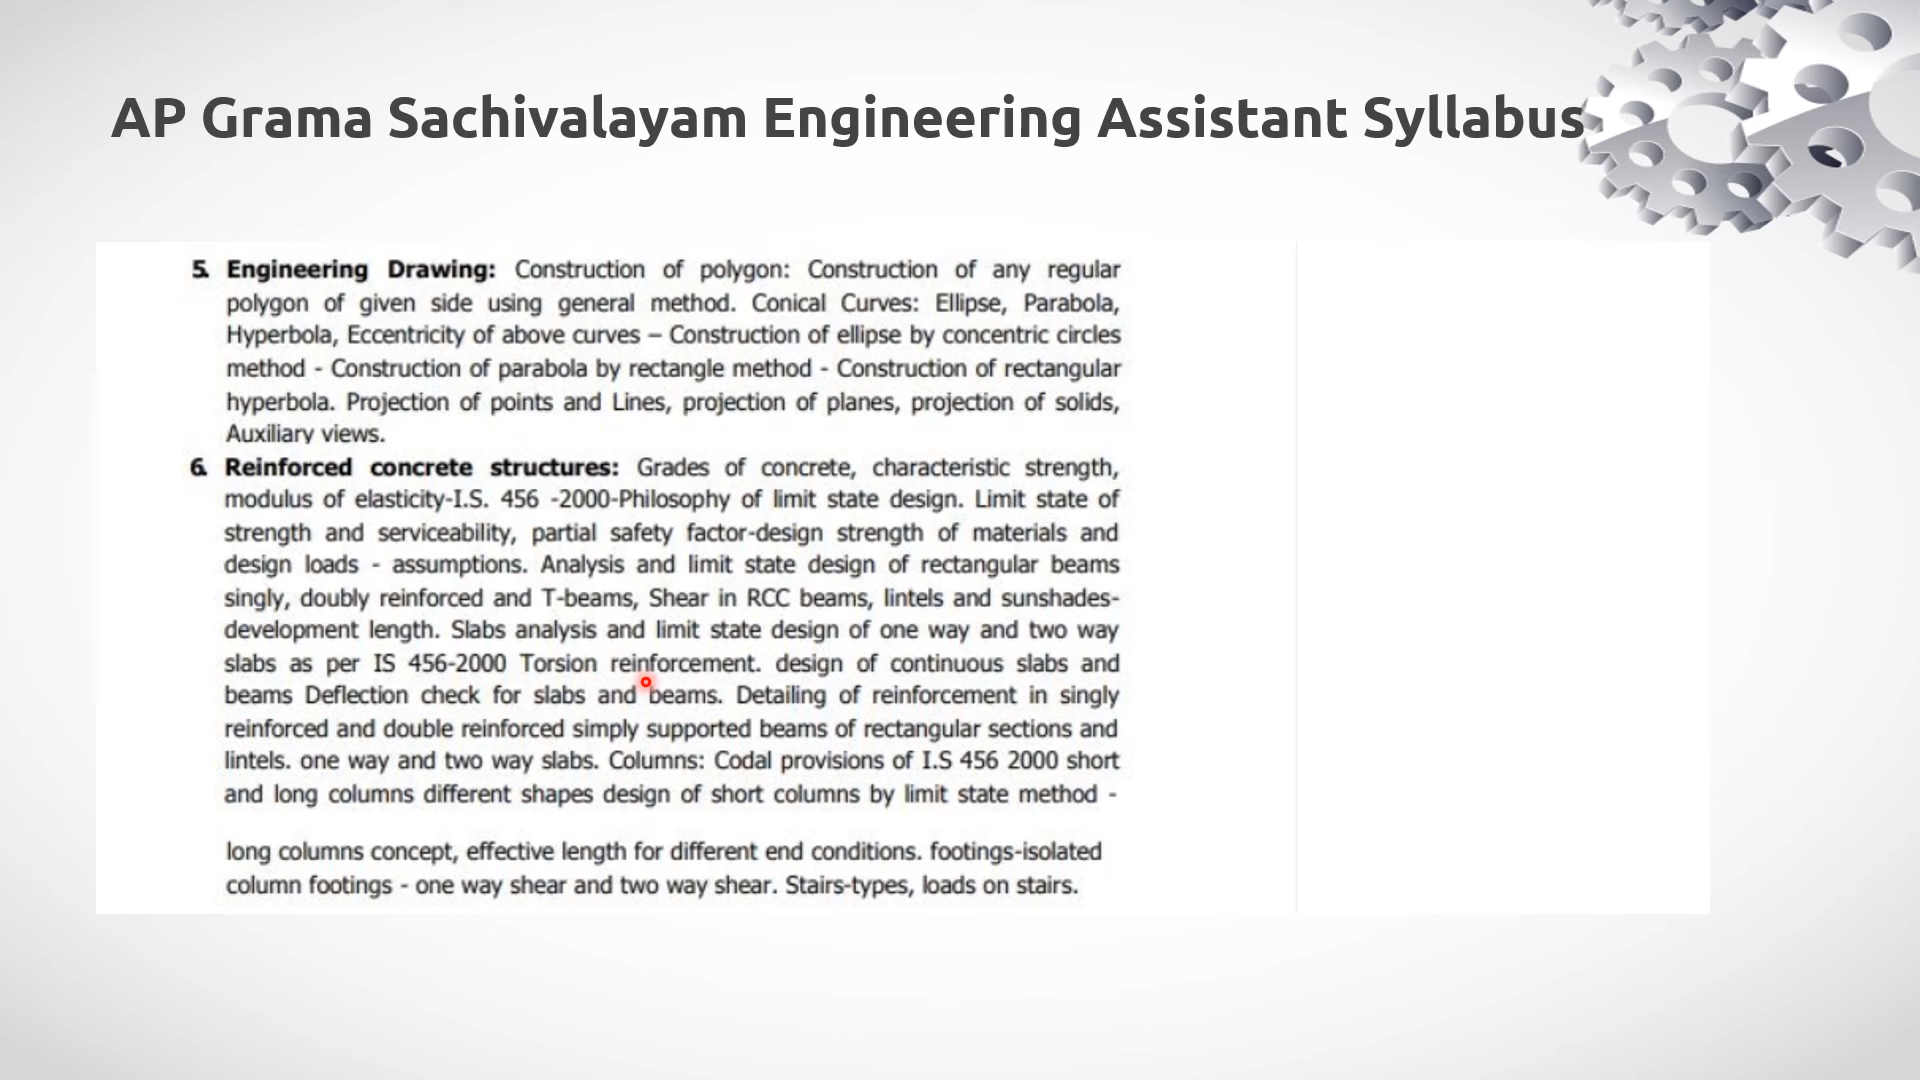 AP Grama Sachivalayam Engineering Assistant Syllabus
5. Engineering Drawing: Construction of polygon: Construction of any regular
polygon of given side using general method. Conical Curves: Ellipse, Parabola,
Hyperbola, Eccentricity of above curves – Construction of ellipse by concentric circles
method - Construction of parabola by rectangle method - Construction of rectangular
hyperbola. Projection of points and Lines, projection of planes, projection of solids,
Auxiliary views.
6. Reinforced concrete structures: Grades of concrete, characteristic strength,
modulus of elasticity-I.S. 456 -2000-Philosophy of limit state design. Limit state of
strength and serviceability, partial safety factor-design strength of materials and
design loads - assumptions. Analysis and limit state design of rectangular beams
singly, doubly reinforced and T-beams, Shear in RCC beams, lintels and sunshades-
development length. Slabs analysis and limit state design of one way and two way
slabs as per IS 456-2000 Torsion reinforcement. design of continuous slabs and
beams Deflection check for slabs and beams. Detailing of reinforcement in singly
reinforced and double reinforced simply supported beams of rectangular sections and
lintels. one way and two way slabs. Columns: Codal provisions of I.S 456 2000 short
and long columns different shapes design of short columns by limit state method -
long columns concept, effective length for different end conditions. footings-isolated
column footings - one way shear and two way shear. Stairs-types, loads on stairs.